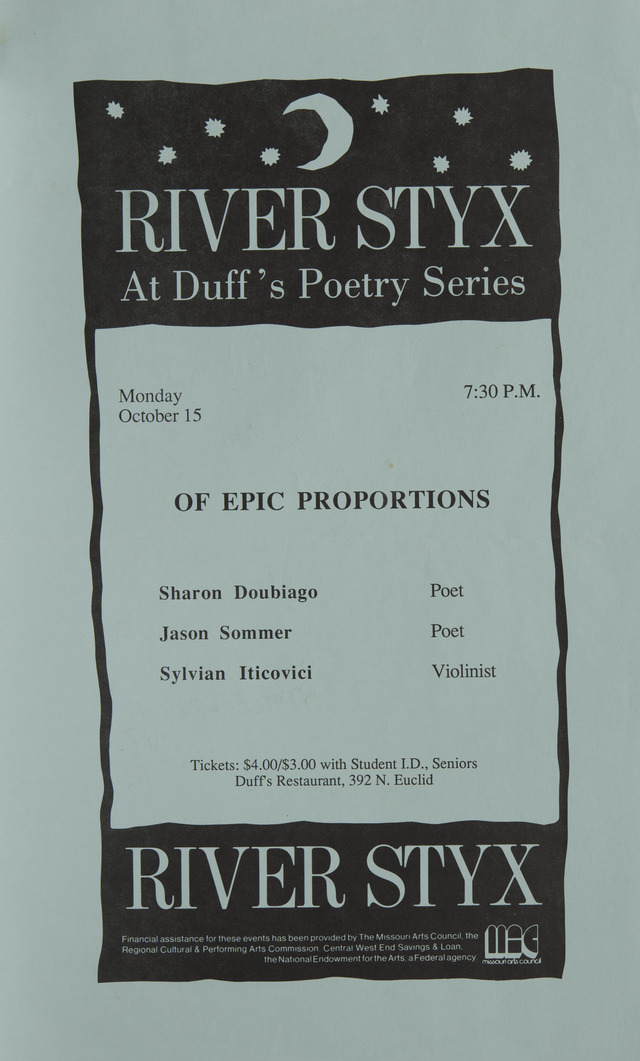 RIVER STYX
At Duff's Poetry Series
Monday
7:30 P.M.
October 15
OF EPIC PROPORTIONS
Sharon Doubiago Poet
Jason Sommer Poet
Sylvian Iticovici Violinist
Tickets: $4.00/$3.00 with Student I.D., Seniors
Duff's Restaurant, 392 N. Euclid
RIVER STYX
Financial assistance for these events has been provided by The Missouri Arts Council, the
Regional Cultural & Performing Arts Commission, Central West End Savings & Loan,
the National Endowment for the Arts, a Federal agency.
MAC
missouri arts council